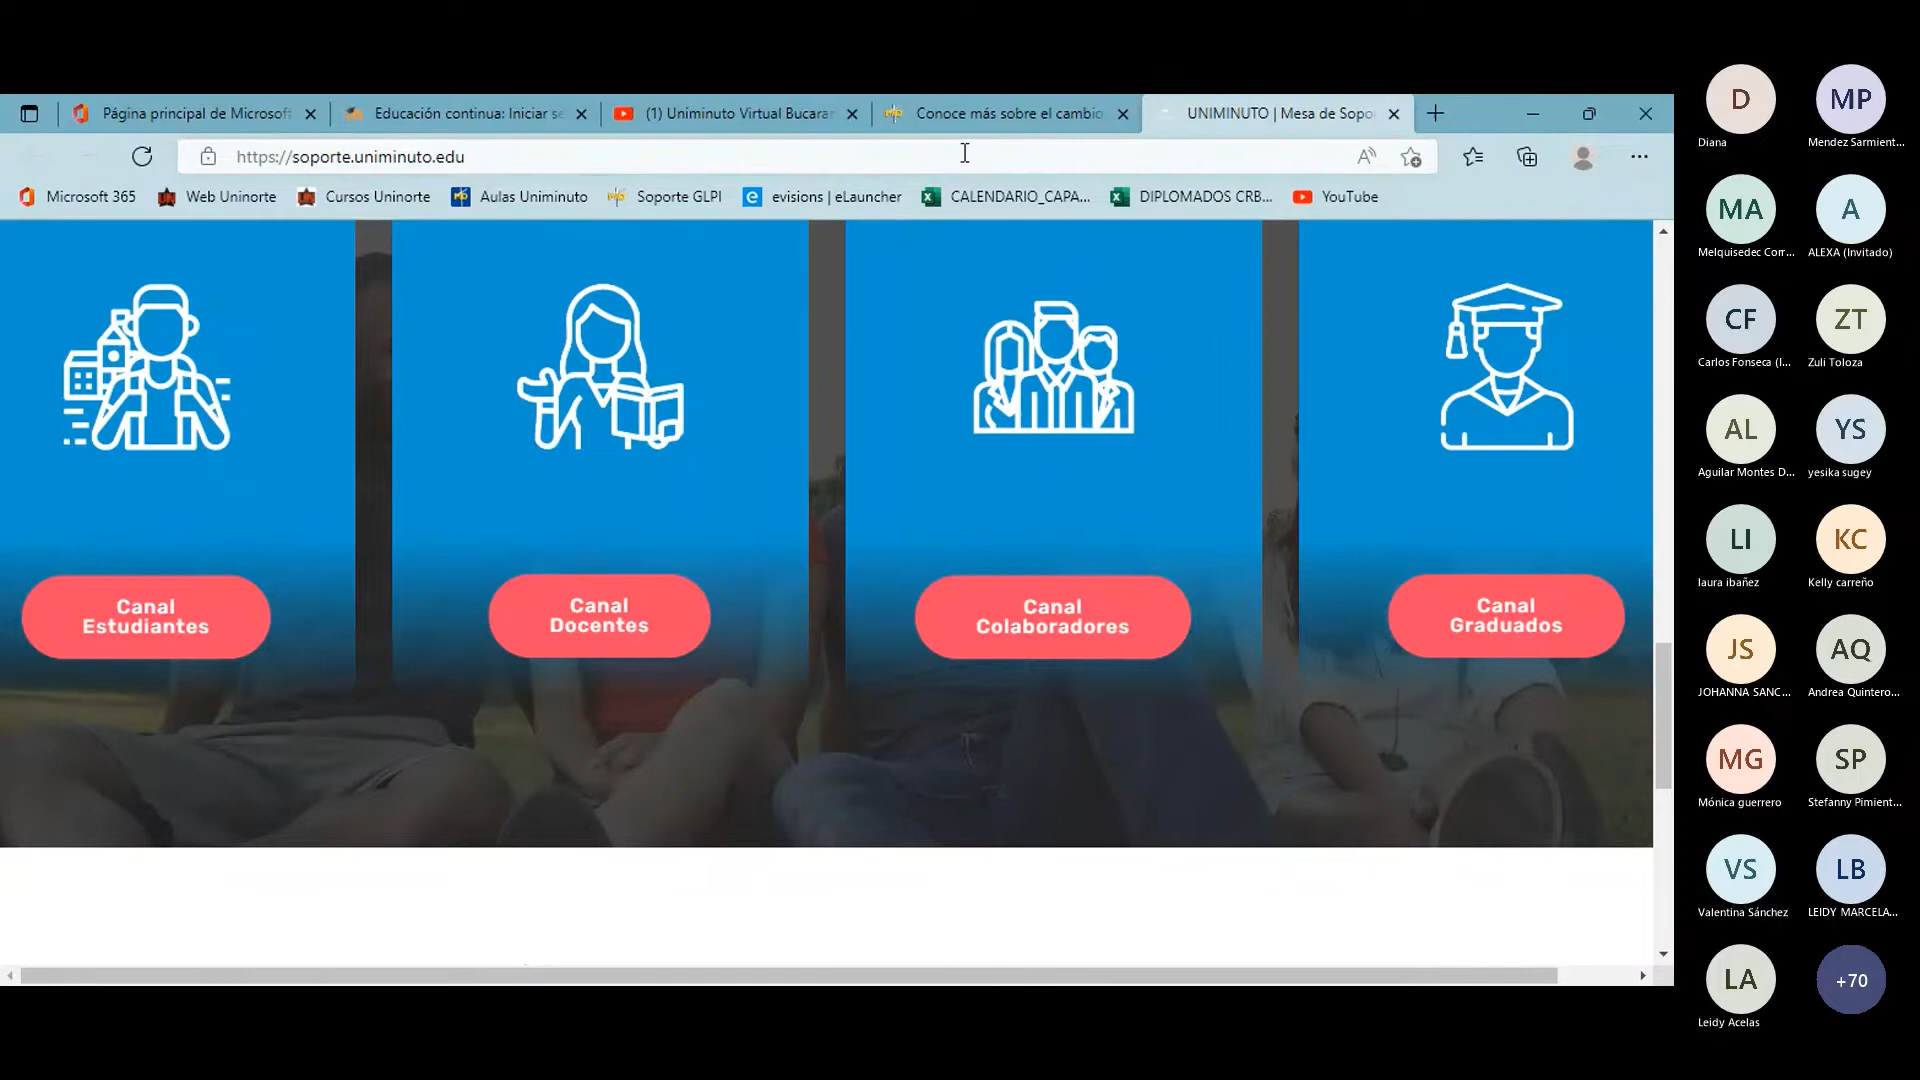 Página principal de Microsoft
Educación continua: Iniciar se
(1) Uniminuto Virtual Bucarar
Conoce más sobre el cambio
UNIMINUTO | Mesa de Sopo
https://soporte.uniminuto.edu
Microsoft 365
Web Uninorte
Cursos Uninorte
Aulas Uniminuto
Soporte GLPI
evisions | eLauncher
CALENDARIO_CAPA...
DIPLOMADOS CRB...
YouTube
Canal
Estudiantes
Canal
Docentes
Canal
Colaboradores
Canal
Graduados
D
Diana
MP
Mendez Sarmient...
MA
Melquisedec Corr...
A
ALEXA (Invitado)
CF
Carlos Fonseca (I...
ZT
Zuli Toloza
AL
Aguilar Montes D...
YS
yesika sugey
LI
laura ibañez
KC
Kelly carreño
JS
JOHANNA SANC...
AQ
Andrea Quintero...
MG
Mónica guerrero
SP
Stefanny Pimient...
VS
Valentina Sánchez
LB
LEIDY MARCELA...
LA
Leidy Acelas
+70